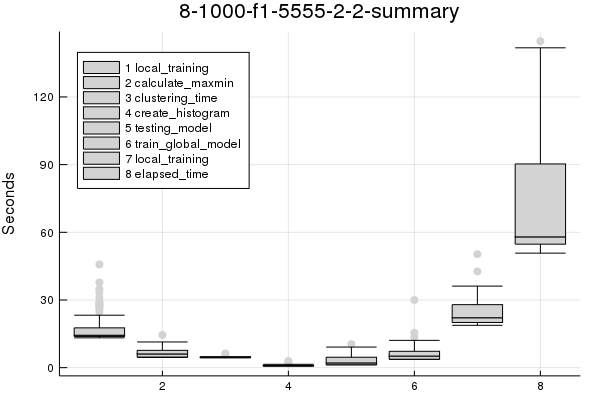 8-1000-f1-5555-2-2-summary
Seconds
120
90
60
30
0
1 local_training
2 calculate_maxmin
3 clustering_time
4 create_histogram
5 testing_model
6 train_global_model
7 local_training
8 elapsed_time
2 4 6 8